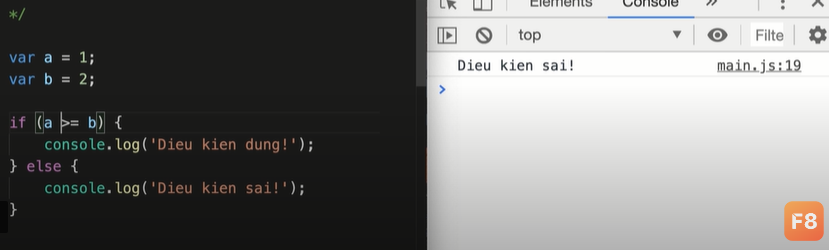 */
var a = 1;
var b = 2;
if (a >= b) {
console.log('Dieu kien dung!');
} else {
console.log('Dieu kien sai!');
}
Elements Console »
top Filte
Dieu kien sai! main.js:19
>
F8